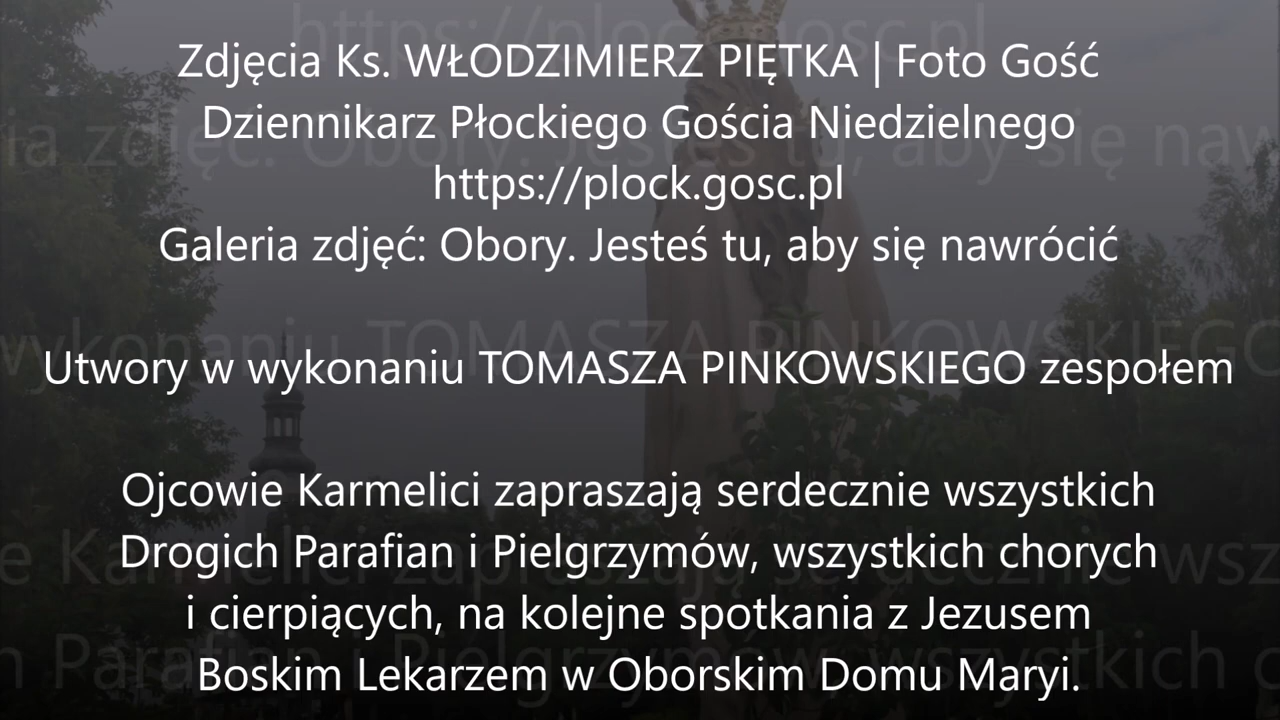 Zdjęcia Ks. WŁODZIMIERZ PIĘTKA | Foto Gość
Dziennikarz Płockiego Gościa Niedzielnego
https://plock.gosc.pl
Galeria zdjęć: Obory. Jesteś tu, aby się nawrócić
Utwory w wykonaniu TOMASZA PINKOWSKIEGO zespołem
Ojcowie Karmelici zapraszają serdecznie wszystkich
Drogich Parafian i Pielgrzymów, wszystkich chorych
i cierpiących, na kolejne spotkania z Jezusem
Boskim Lekarzem w Oborskim Domu Maryi.